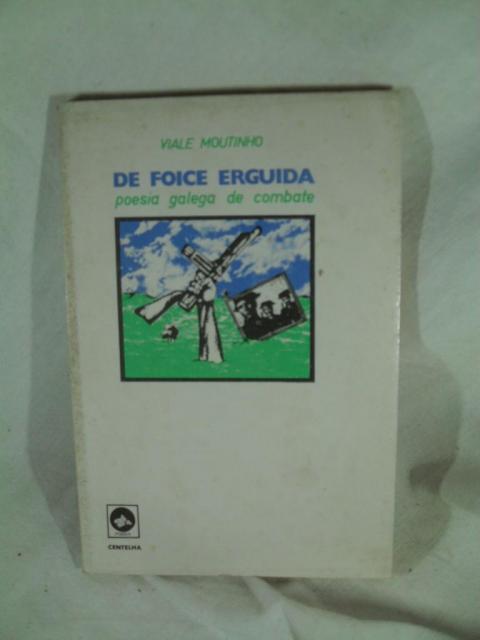 VIALE MOUTINHO
DE FOICE ERGUIDA
poesia galega de combate
CENTELHA